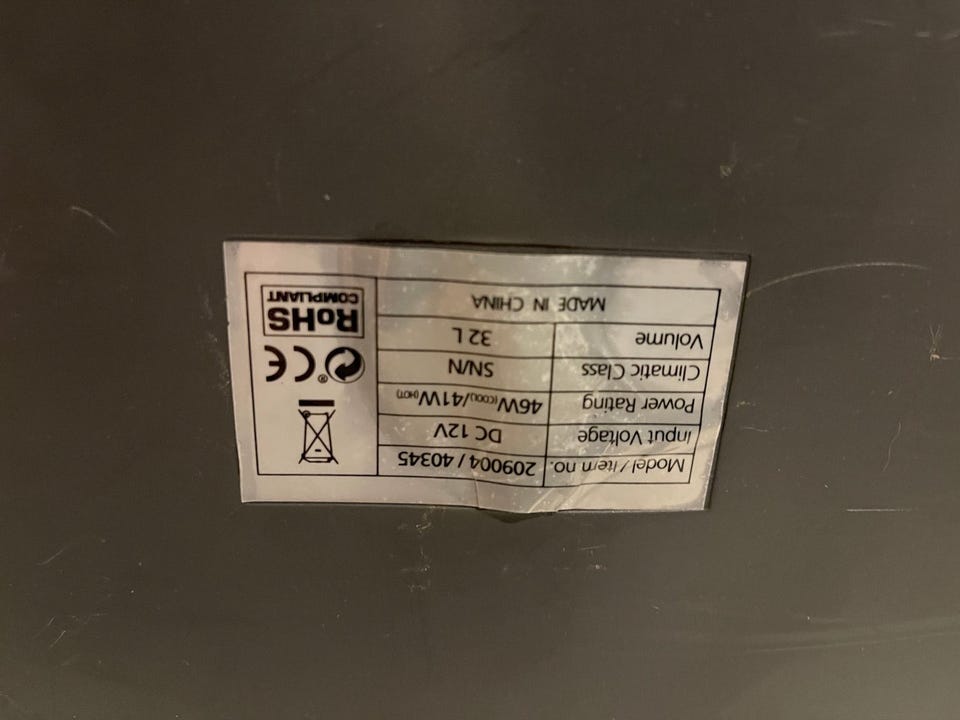 Model / Item no. 209004 / 40345
Input Voltage DC 12V
Power Rating 46W(COOL)/41W(HOT)
Climatic Class SN/N
Volume 32 L
MADE IN CHINA
CE
RoHS
COMPLIANT